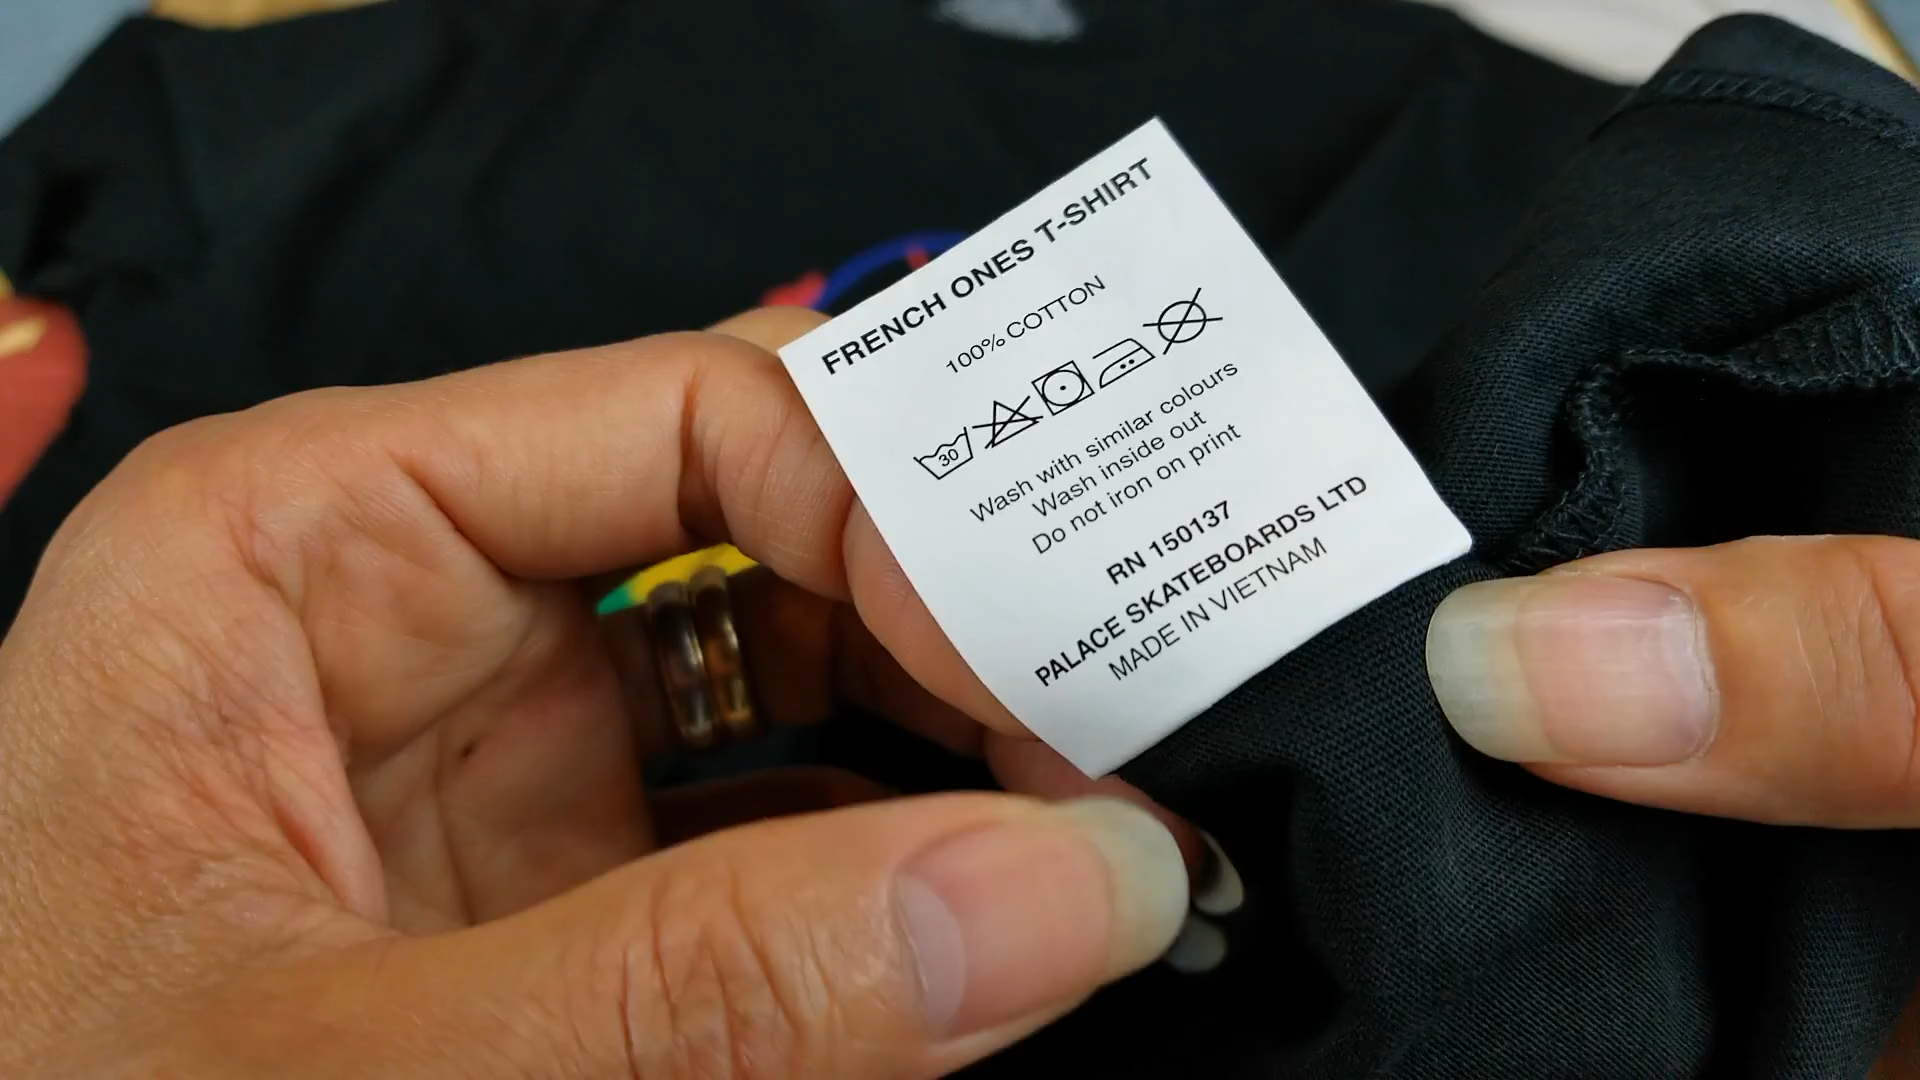 FRENCH ONES T-SHIRT
100% COTTON
30
Wash with similar colours
Wash inside out
Do not iron on print
RN 150137
PALACE SKATEBOARDS LTD
MADE IN VIETNAM